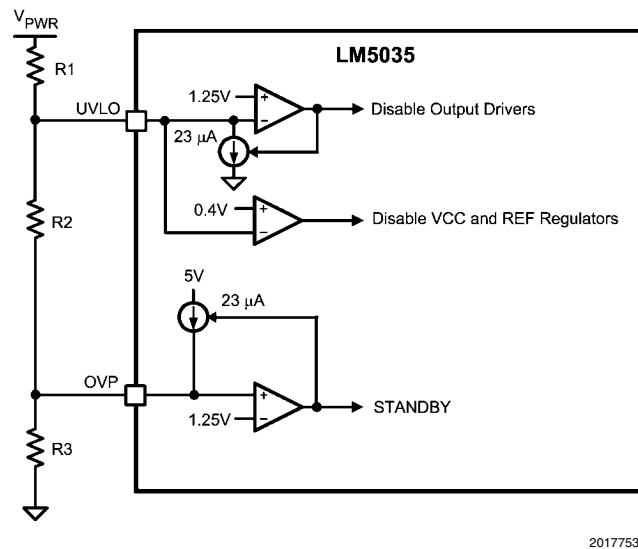 VPWR
LM5035
R1
1.25V
+
−
UVLO
Disable Output Drivers
23 μA
0.4V
+
−
Disable VCC and REF Regulators
R2
5V
23 μA
OVP
+
−
1.25V
STANDBY
R3
2017753